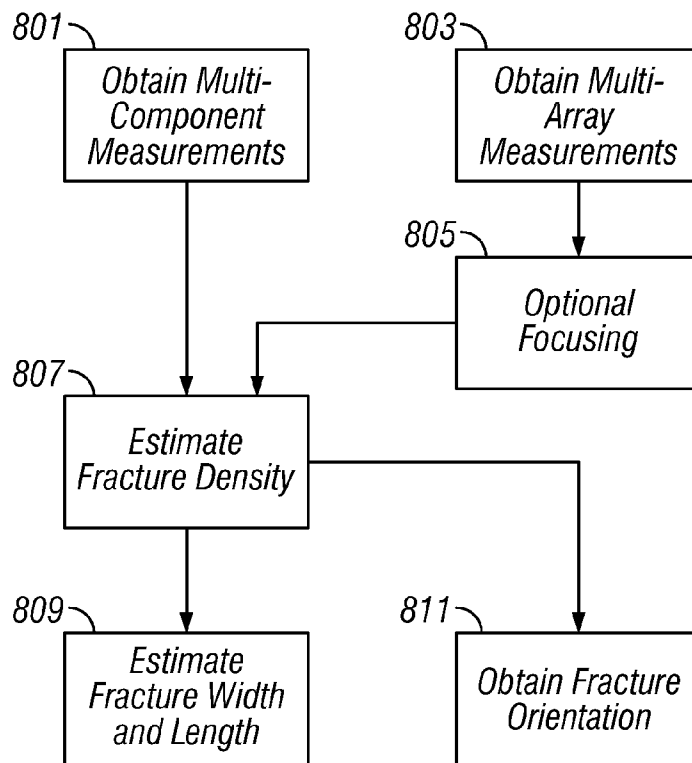 801
Obtain Multi-
Component
Measurements
803
Obtain Multi-
Array
Measurements
805
Optional
Focusing
807
Estimate
Fracture Density
809
Estimate
Fracture Width
and Length
811
Obtain Fracture
Orientation